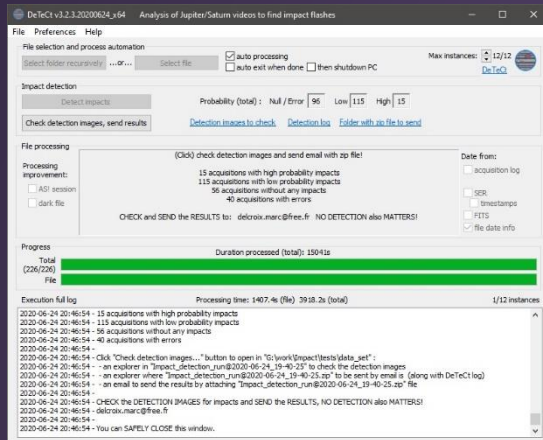 DeTeCt v3.2.3.20200624_x64 Analysis of Jupiter/Saturn videos to find impact flashes
File Preferences Help
File selection and process automation
Select folder recursively ...or... Select file
auto processing
auto exit when done then shutdown PC
Max instances: 12/12
DeTeCt
Impact detection
Detect impacts
Probability (total) : Null / Error 96 Low 115 High 15
Check detection images, send results
Detection images to check Detection log Folder with zip file to send
File processing
Processing improvement:
AS! session
dark file
(Click) check detection images and send email with zip file!
15 acquisitions with high probability impacts
115 acquisitions with low probability impacts
56 acquisitions without any impacts
40 acquisitions with errors
CHECK and SEND the RESULTS to: delcroix.marc@free.fr NO DETECTION also MATTERS!
Date from:
acquisition log
SER:
timestamps
FITS
file date info
Progress
Duration processed (total): 15041s
Total
(226/226)
File
Execution full log Processing time: 1407.4s (file) 3918.2s (total) 1/12 instances
2020-06-24 20:46:54 - 15 acquisitions with high probability impacts
2020-06-24 20:46:54 - 115 acquisitions with low probability impacts
2020-06-24 20:46:54 - 56 acquisitions without any impacts
2020-06-24 20:46:54 - 40 acquisitions with errors
2020-06-24 20:46:54 -
2020-06-24 20:46:54 - Click "Check detection images..." button to open in "G:\work\Impact\tests\data_set" :
2020-06-24 20:46:54 - - an explorer in "Impact_detection_run@2020-06-24_19-40-25" to check the detection images
2020-06-24 20:46:54 - - an explorer where "Impact_detection_run@2020-06-24_19-40-25.zip" to be sent by email is (along with DeTeCt log)
2020-06-24 20:46:54 - - an email to send the results by attaching "Impact_detection_run@2020-06-24_19-40-25.zip" file
2020-06-24 20:46:54 -
2020-06-24 20:46:54 - CHECK the DETECTION IMAGES for impacts and SEND the RESULTS, NO DETECTION also MATTERS!
2020-06-24 20:46:54 - delcroix.marc@free.fr
2020-06-24 20:46:54 -
2020-06-24 20:46:54 - You can SAFELY CLOSE this window.